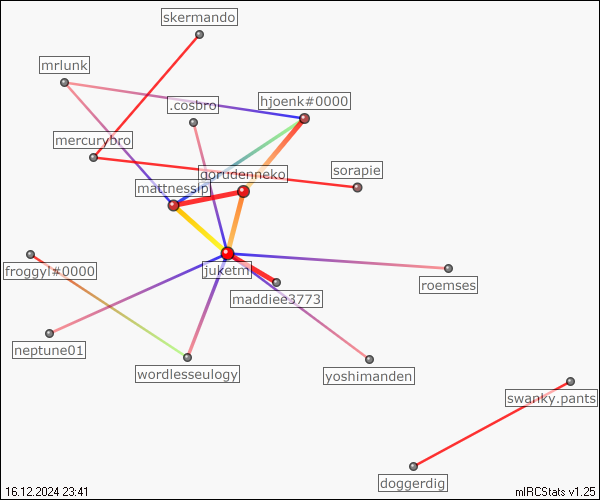 skermando
mrlunk
.cosbro
hjoenk#0000
mercurybro
gorudenneko
sorapie
mattnessip
froggyl#0000
juketm
maddiee3773
roemses
neptune01
wordlesseulogy
yoshimanden
swanky.pants
doggerdig
16.12.2024 23:41
mIRCStats v1.25